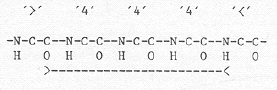 ´>´ ´4´ ´4´ ´4´ ´<´
-N-C-C-N-C-C-N-C-C-N-C-C-N-C-C-
H O H O H O H O H O
>---------------------------<